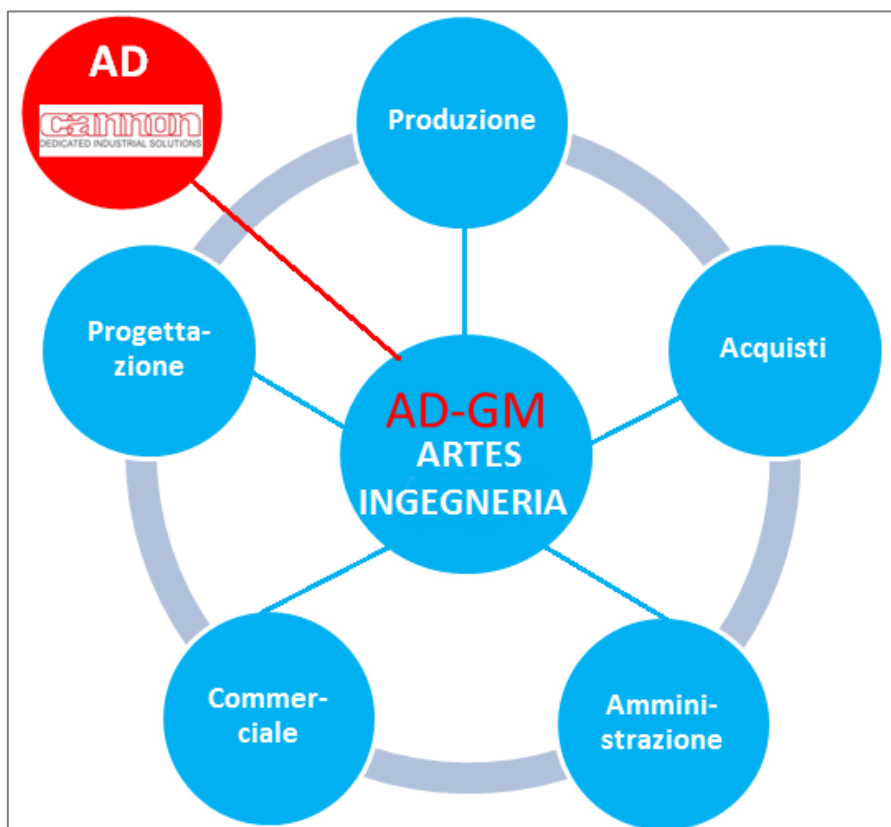 AD
cannon
DEDICATED INDUSTRIAL SOLUTIONS
Produzione
Progetta-
zione
Acquisti
AD-GM
ARTES
INGEGNERIA
Commer-
ciale
Ammini-
strazione